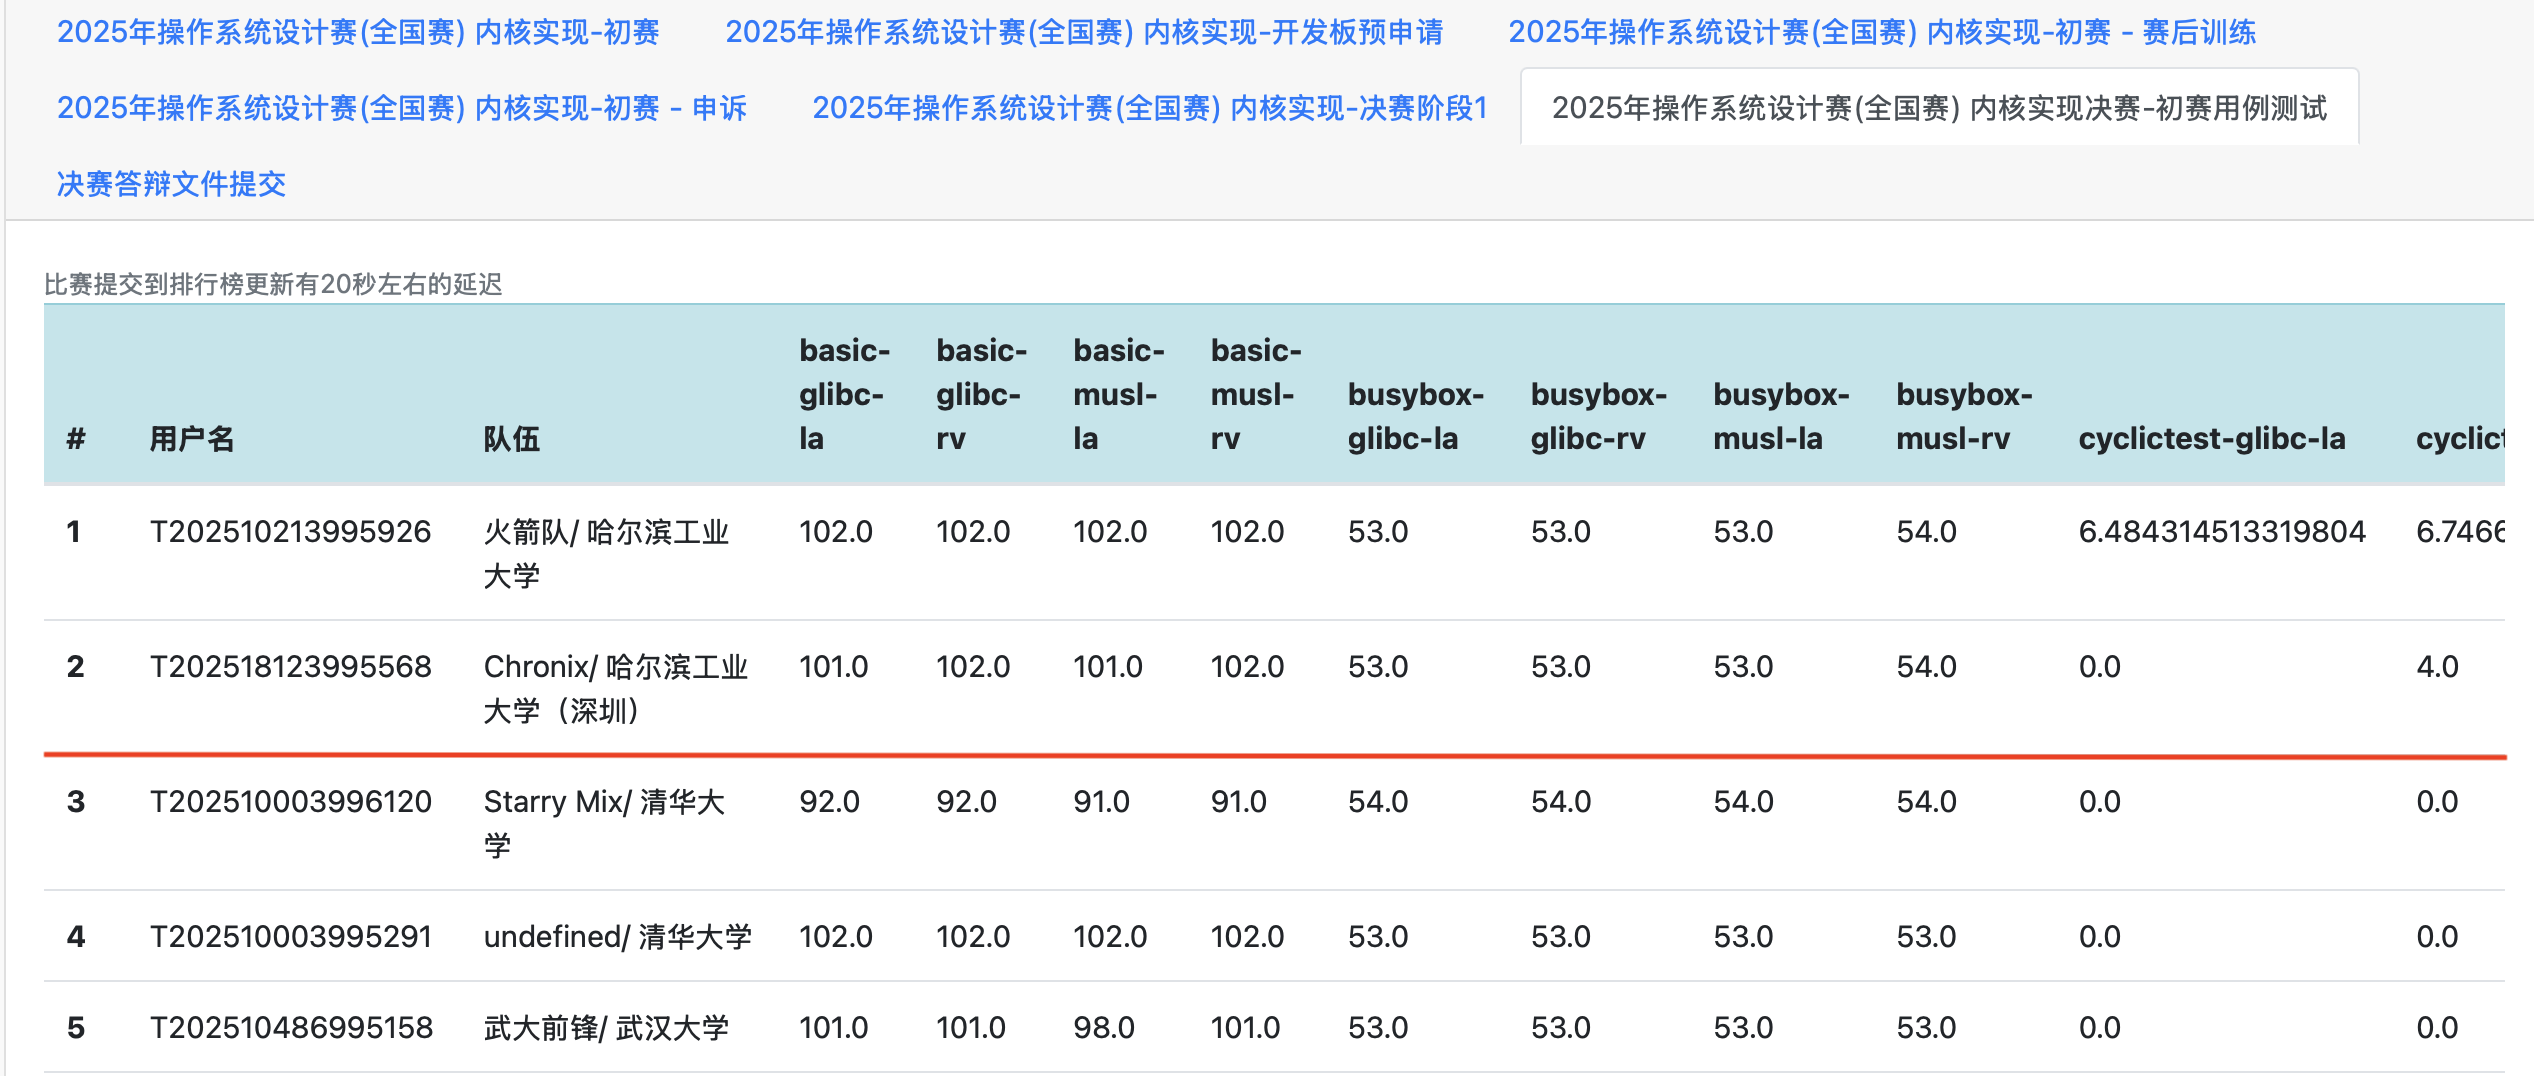 2025年操作系统设计赛(全国赛) 内核实现-初赛
2025年操作系统设计赛(全国赛) 内核实现-开发板预申请
2025年操作系统设计赛(全国赛) 内核实现-初赛 - 赛后训练
2025年操作系统设计赛(全国赛) 内核实现-初赛 - 申诉
2025年操作系统设计赛(全国赛) 内核实现-决赛阶段1
2025年操作系统设计赛(全国赛) 内核实现决赛-初赛用例测试
决赛答辩文件提交
比赛提交到排行榜更新有20秒左右的延迟
# 用户名 队伍 basic-glibc-la basic-glibc-rv basic-musl-la basic-musl-rv busybox-glibc-la busybox-glibc-rv busybox-musl-la busybox-musl-rv cyclictest-glibc-la cyclict
1 T202510213995926 火箭队/ 哈尔滨工业大学 102.0 102.0 102.0 102.0 53.0 53.0 53.0 54.0 6.484314513319804 6.7466
2 T202518123995568 Chronix/ 哈尔滨工业大学（深圳） 101.0 102.0 101.0 102.0 53.0 53.0 53.0 54.0 0.0 4.0
3 T202510003996120 Starry Mix/ 清华大学 92.0 92.0 91.0 91.0 54.0 54.0 54.0 54.0 0.0 0.0
4 T202510003995291 undefined/ 清华大学 102.0 102.0 102.0 102.0 53.0 53.0 53.0 53.0 0.0 0.0
5 T202510486995158 武大前锋/ 武汉大学 101.0 101.0 98.0 101.0 53.0 53.0 53.0 53.0 0.0 0.0